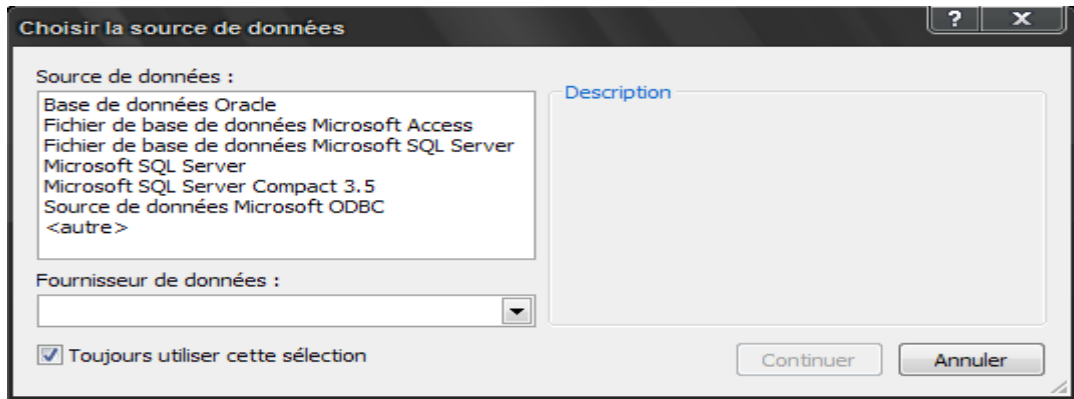 Choisir la source de données
?
x
Source de données :
Base de données Oracle
Fichier de base de données Microsoft Access
Fichier de base de données Microsoft SQL Server
Microsoft SQL Server
Microsoft SQL Server Compact 3.5
Source de données Microsoft ODBC
<autre>
Description
Fournisseur de données :
Toujours utiliser cette sélection
Continuer
Annuler